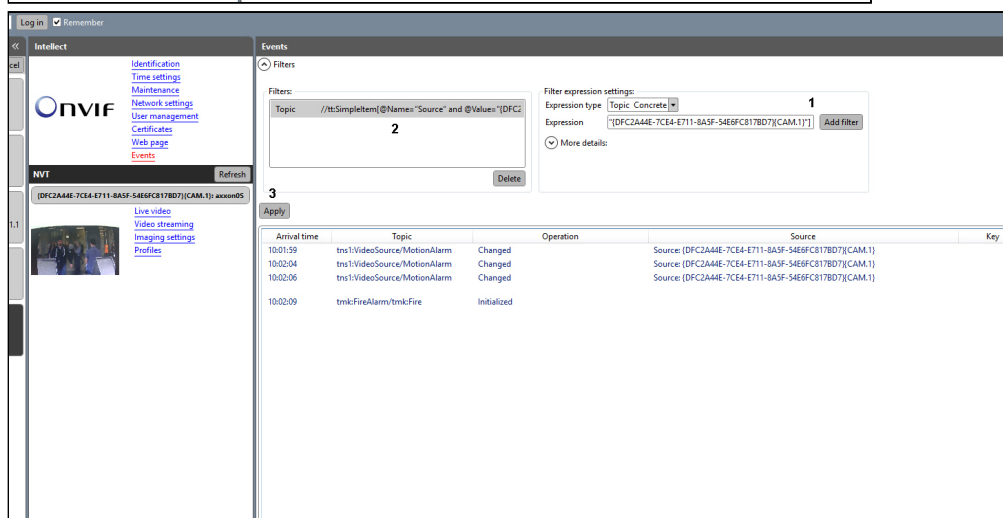 Log in Remember
Intellect
Events
cel
Identification
Time settings
Maintenance
Network settings
User management
Certificates
Web page
Events
ONVIF
Filters
Filters:
Topic //tt:SimpleItem[@Name="Source" and @Value="{DFC2
2
Delete
Filter expression settings:
1
Expression type Topic Concrete
Expression "{DFC2A44E-7CE4-E711-8A5F-54E6FC817BD7}{CAM.1}"] Add filter
More details:
NVT Refresh
{DFC2A44E-7CE4-E711-8A5F-54E6FC817BD7}{CAM.1}: axxon05
1.1
Live video
Video streaming
Imaging settings
Profiles
3
Apply
Arrival time Topic Operation Source Key
10:01:59 tns1:VideoSource/MotionAlarm Changed Source: {DFC2A44E-7CE4-E711-8A5F-54E6FC817BD7}{CAM.1}
10:02:04 tns1:VideoSource/MotionAlarm Changed Source: {DFC2A44E-7CE4-E711-8A5F-54E6FC817BD7}{CAM.1}
10:02:06 tns1:VideoSource/MotionAlarm Changed Source: {DFC2A44E-7CE4-E711-8A5F-54E6FC817BD7}{CAM.1}
10:02:09 tmk:FireAlarm/tmk:Fire Initialized